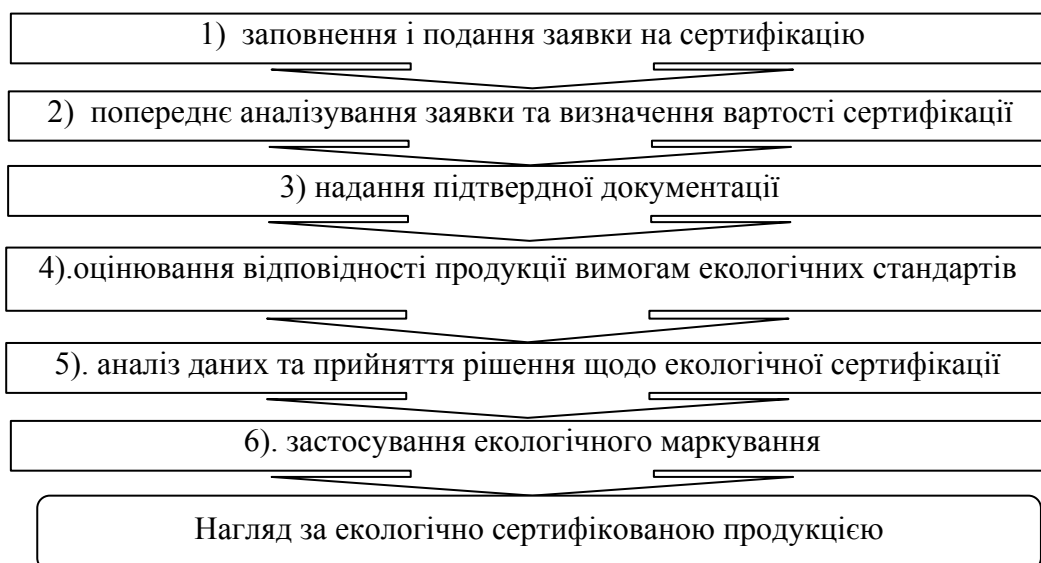 1) заповнення і подання заявки на сертифікацію
2) попереднє аналізування заявки та визначення вартості сертифікації
3) надання підтвердної документації
4).оцінювання відповідності продукції вимогам екологічних стандартів
5). аналіз даних та прийняття рішення щодо екологічної сертифікації
6). застосування екологічного маркування
Нагляд за екологічно сертифікованою продукцією